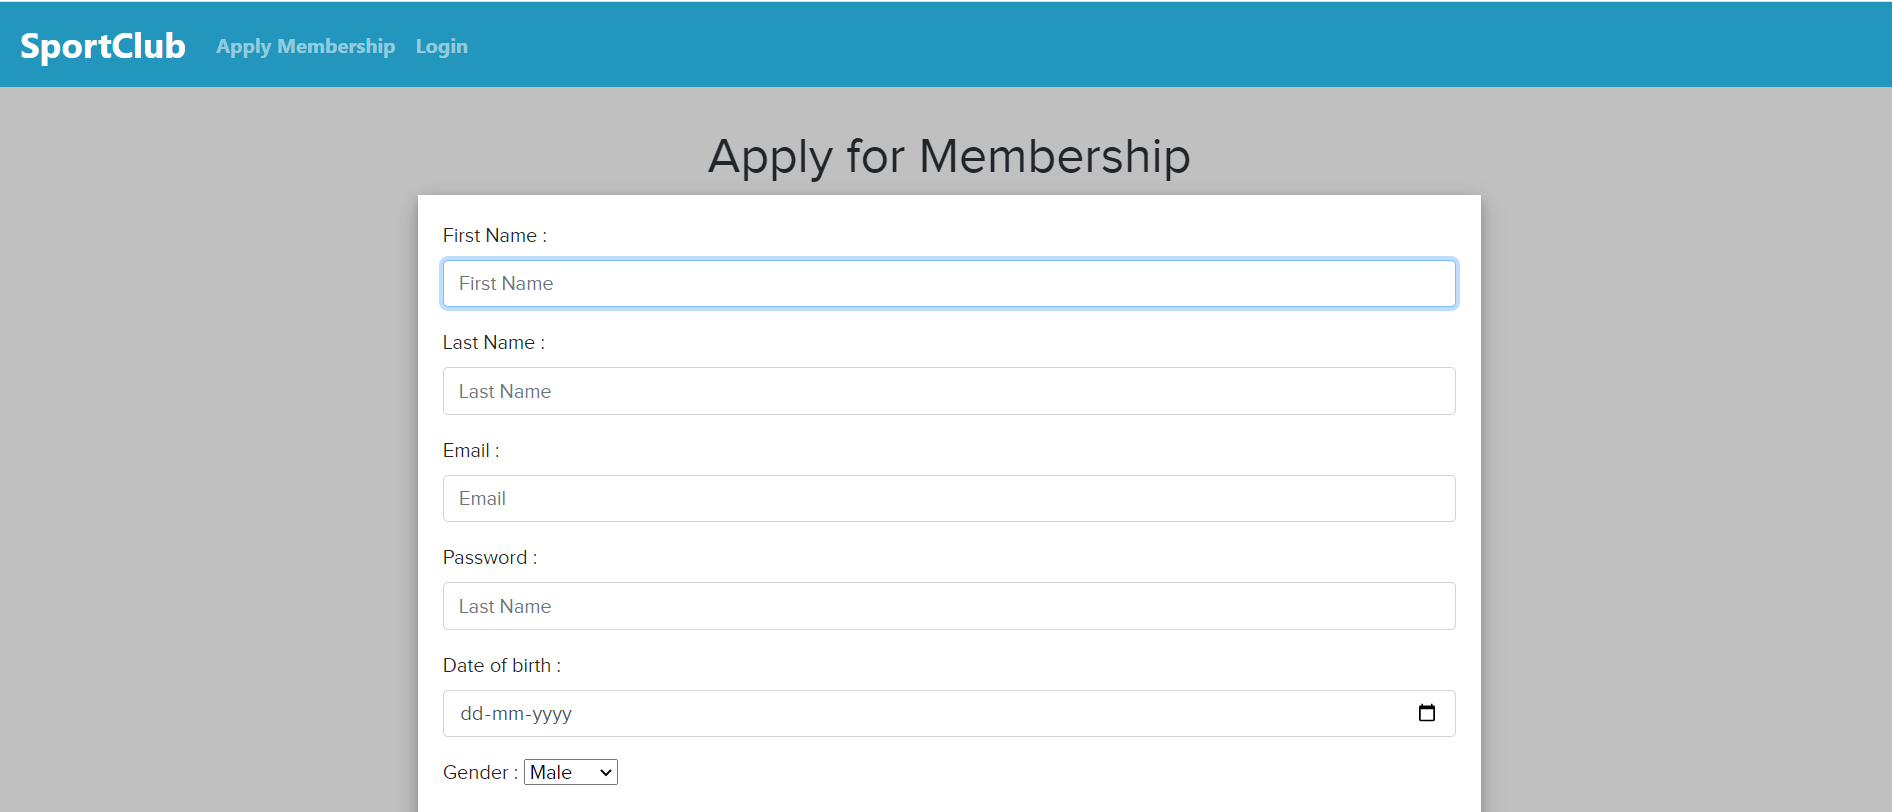 SportClub Apply Membership Login
Apply for Membership
First Name :
First Name
Last Name :
Last Name
Email :
Email
Password :
Last Name
Date of birth :
dd-mm-yyyy
Gender : Male